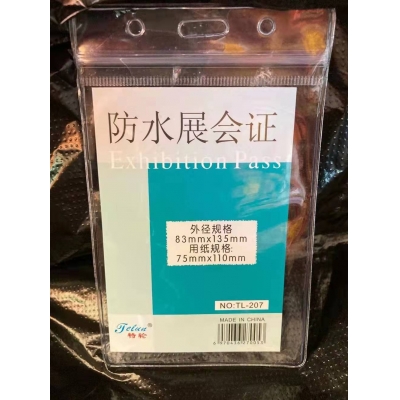 防水展会证
Exhibition Pass
外径规格
83mmx135mm
用纸规格:
75mmx110mm
NO:TL-207
MADE IN CHINA
Telun®
特轮